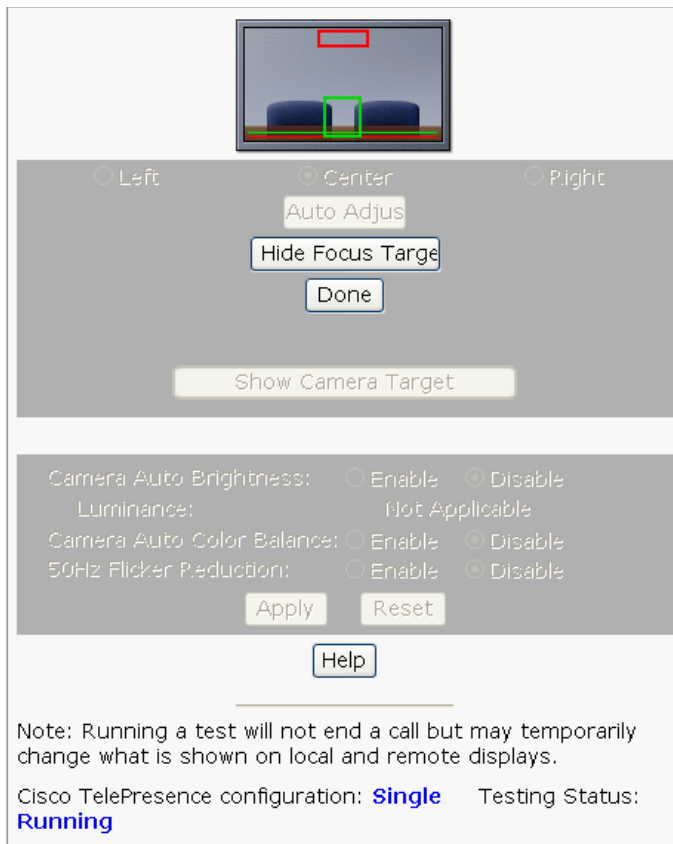 Left Center Right
Auto Adjus
Hide Focus Targe
Done
Show Camera Target
Camera Auto Brightness: Enable Disable
Luminance: Not Applicable
Camera Auto Color Balance: Enable Disable
50Hz Flicker Reduction: Enable Disable
Apply Reset
Help
Note: Running a test will not end a call but may temporarily
change what is shown on local and remote displays.
Cisco TelePresence configuration: Single Testing Status:
Running